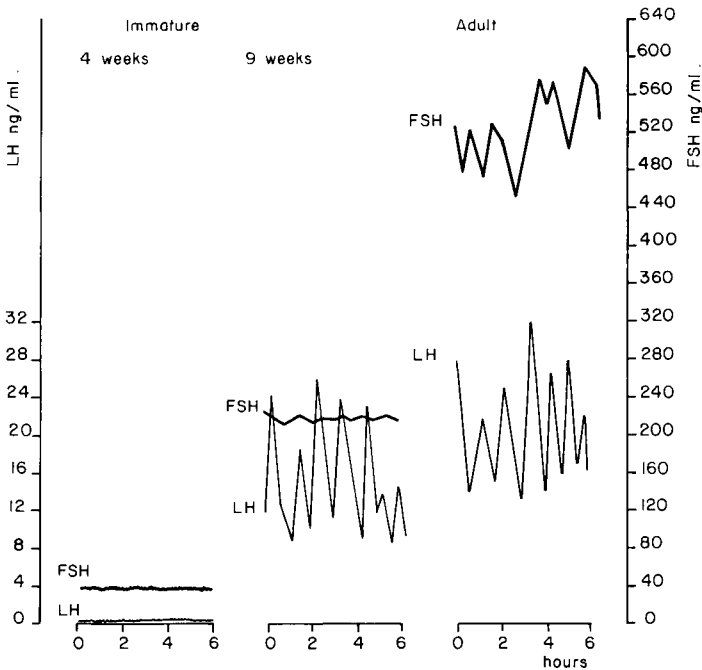 Immature
Adult
4 weeks
9 weeks
LH ng/ml.
32
28
24
20
16
12
8
4
0
FSH
LH
0 2 4 6
FSH
LH
0 2 4 6
FSH
LH
0 2 4 6
hours
FSH ng/ml.
640
600
560
520
480
440
400
360
320
280
240
200
160
120
80
40
0